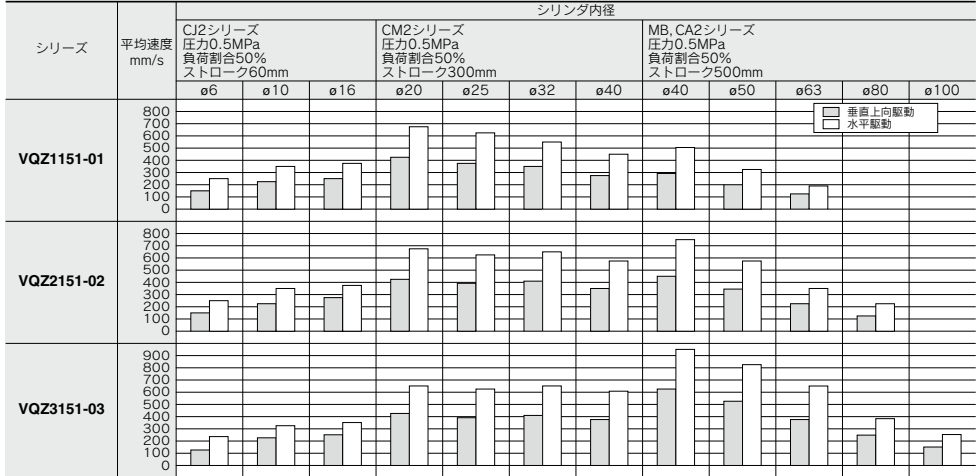 シリンダ内径
シリーズ
平均速度
mm/s
CJ2シリーズ
圧力0.5MPa
負荷割合50%
ストローク60mm
CM2シリーズ
圧力0.5MPa
負荷割合50%
ストローク300mm
MB, CA2シリーズ
圧力0.5MPa
負荷割合50%
ストローク500mm
ø6 ø10 ø16 ø20 ø25 ø32 ø40 ø40 ø50 ø63 ø80 ø100
垂直上向駆動
水平駆動
VQZ1151-01
800
700
600
500
400
300
200
100
0
VQZ2151-02
800
700
600
500
400
300
200
100
0
VQZ3151-03
900
800
700
600
500
400
300
200
100
0